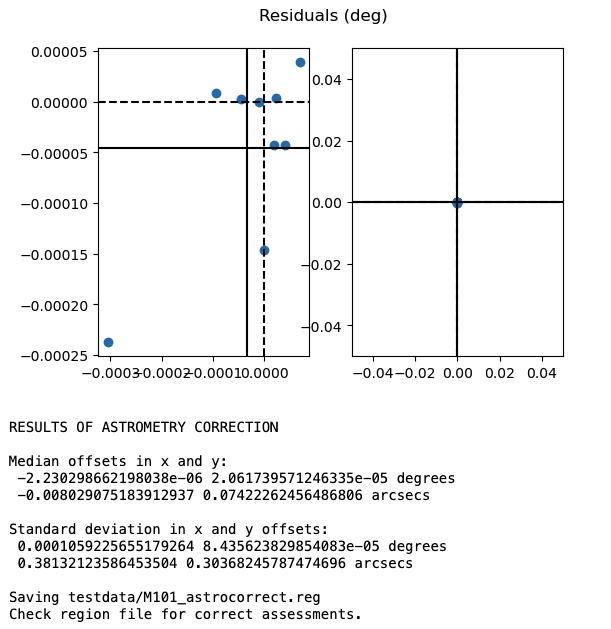 Residuals (deg)
0.00005
0.00000
−0.00005
−0.00010
−0.00015
−0.00020
−0.00025
−0.0003 −0.0002 −0.0001 0.0000
0.04
0.02
0.00
−0.02
−0.04
−0.04 −0.02 0.00 0.02 0.04
RESULTS OF ASTROMETRY CORRECTION
Median offsets in x and y:
−2.230298662198038e-06 2.061739571246335e-05 degrees
−0.008029075183912937 0.07422262456486806 arcsecs
Standard deviation in x and y offsets:
0.0001059225655179264 8.435623829854083e-05 degrees
0.38132123586453504 0.30368245787474696 arcsecs
Saving testdata/M101_astrocorrect.reg
Check region file for correct assessments.